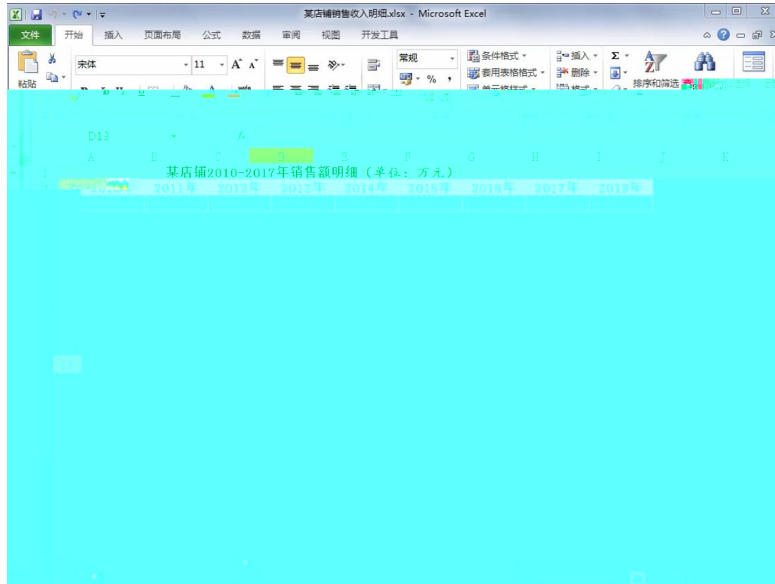 某店铺销售收入明细.xlsx - Microsoft Excel
文件 开始 插入 页面布局 公式 数据 审阅 视图 开发工具
宋体 11 A A 常规 条件格式 插入 Σ
粘贴 % , 套用表格格式 删除 排序和筛选
D13
A B C D E F G H I J K
某店铺2010-2017年销售额明细（单位：万元）
2011年 2012年 2013年 2014年 2015年 2016年 2017年 2018年